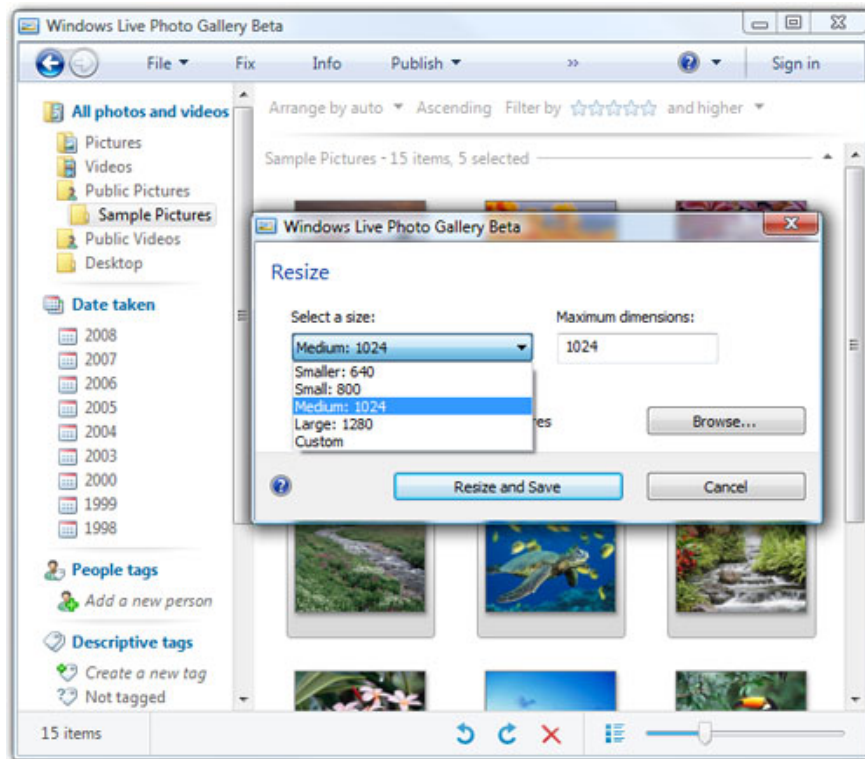 Windows Live Photo Gallery Beta
File Fix Info Publish » ? Sign in
All photos and videos
Pictures
Videos
Public Pictures
Sample Pictures
Public Videos
Desktop
Date taken
2008
2007
2006
2005
2004
2003
2000
1999
1998
People tags
Add a new person
Descriptive tags
Create a new tag
Not tagged
Arrange by auto Ascending Filter by and higher
Sample Pictures - 15 items, 5 selected
Windows Live Photo Gallery Beta
Resize
Select a size:
Maximum dimensions:
Medium: 1024
1024
Smaller: 640
Small: 800
Medium: 1024
Large: 1280
Custom
Browse...
? Resize and Save Cancel
15 items